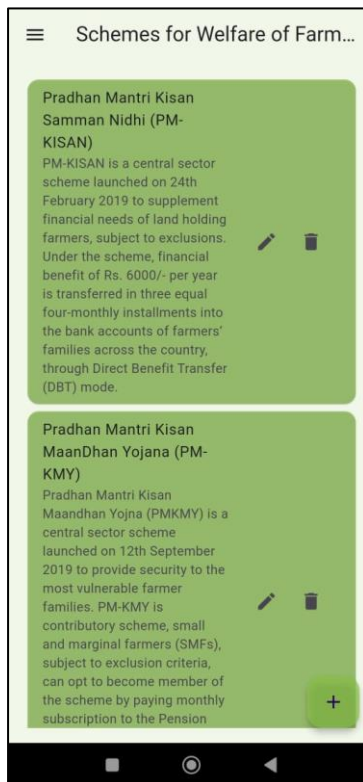 Schemes for Welfare of Farm...
Pradhan Mantri Kisan
Samman Nidhi (PM-
KISAN)
PM-KISAN is a central sector
scheme launched on 24th
February 2019 to supplement
financial needs of land holding
farmers, subject to exclusions.
Under the scheme, financial
benefit of Rs. 6000/- per year
is transferred in three equal
four-monthly installments into
the bank accounts of farmers’
families across the country,
through Direct Benefit Transfer
(DBT) mode.
Pradhan Mantri Kisan
MaanDhan Yojana (PM-
KMY)
Pradhan Mantri Kisan
Maandhan Yojna (PMKMY) is a
central sector scheme
launched on 12th September
2019 to provide security to the
most vulnerable farmer
families. PM-KMY is
contributory scheme, small
and marginal farmers (SMFs),
subject to exclusion criteria,
can opt to become member of
the scheme by paying monthly
subscription to the Pension